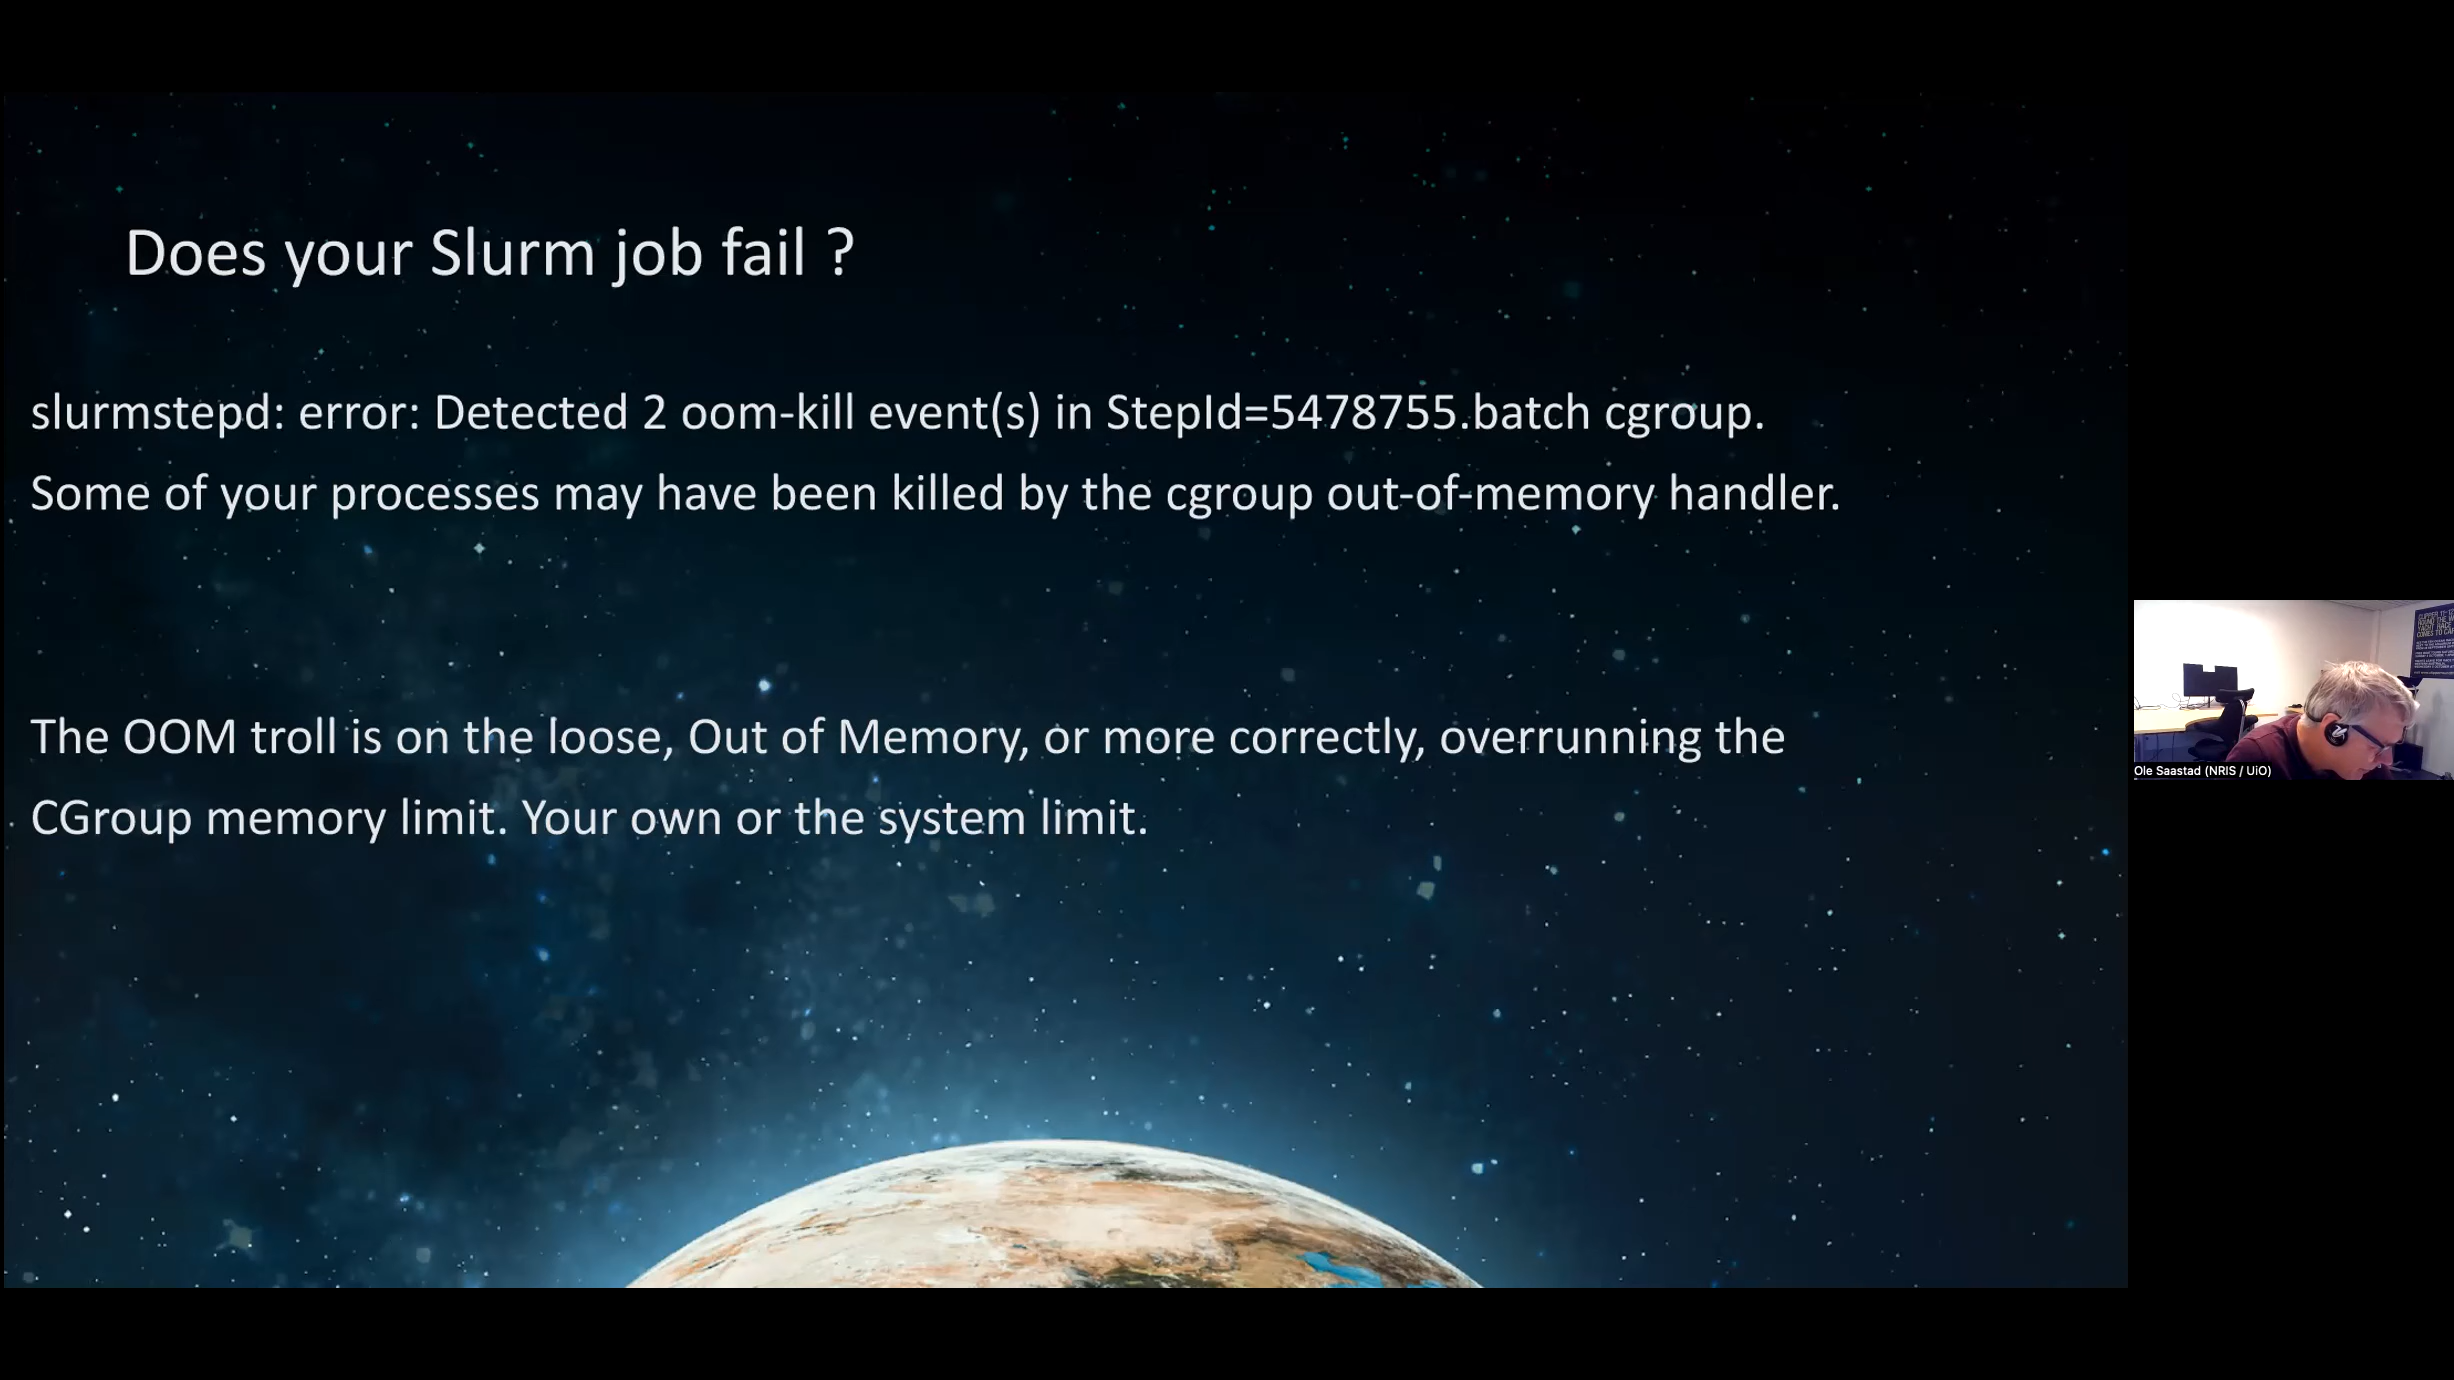 Does your Slurm job fail ?
slurmstepd: error: Detected 2 oom-kill event(s) in StepId=5478755.batch cgroup.
Some of your processes may have been killed by the cgroup out-of-memory handler.
The OOM troll is on the loose, Out of Memory, or more correctly, overrunning the
CGroup memory limit. Your own or the system limit.
Ole Saastad (NRIS / UiO)